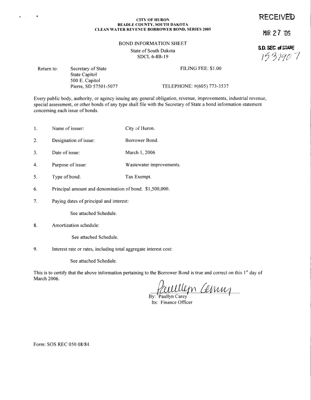 CITY OF HURON
BEADLE COUNTY, SOUTH DAKOTA
CLEAN WATER REVENUE BORROWER BOND, SERIES 2005
RECEIVED
MAR 27 '06
S.D. SEC. of STATE
BOND INFORMATION SHEET
State of South Dakota
SDCL 6-8B-19
Return to: Secretary of State FILING FEE: $1.00
State Capitol
500 E. Capitol
Pierre, SD 57501-5077 TELEPHONE: #(605) 773-3537
Every public body, authority, or agency issuing any general obligation, revenue, improvements, industrial revenue,
special assessment, or other bonds of any type shall file with the Secretary of State a bond information statement
concerning each issue of bonds.
1. Name of issuer: City of Huron.
2. Designation of issue: Borrower Bond.
3. Date of issue: March 1, 2006
4. Purpose of issue: Wastewater improvements.
5. Type of bond: Tax Exempt.
6. Principal amount and denomination of bond: $1,500,000.
7. Paying dates of principal and interest:
See attached Schedule.
8. Amortization schedule:
See attached Schedule.
9. Interest rate or rates, including total aggregate interest cost:
See attached Schedule.
This is to certify that the above information pertaining to the Borrower Bond is true and correct on this 1st day of
March 2006.
By: Paullyn Carey
Its: Finance Officer
Form: SOS REC 050 08/84